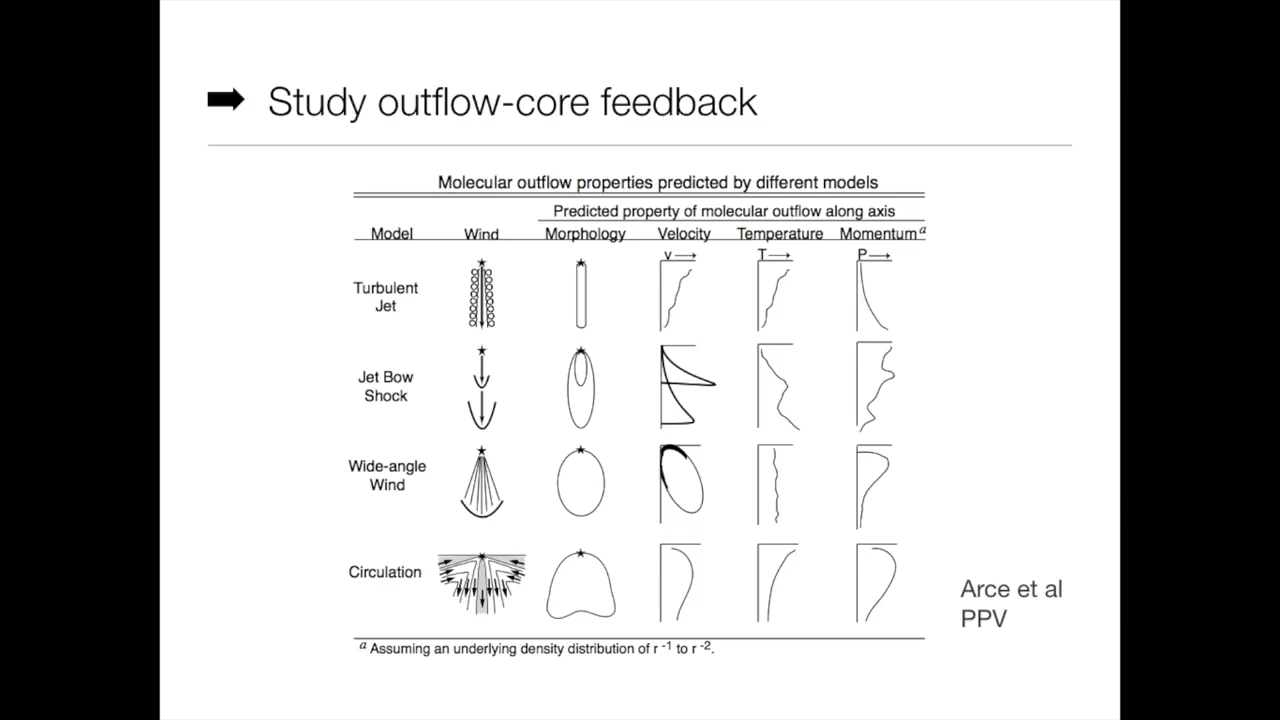 Study outflow-core feedback
Molecular outflow properties predicted by different models
Predicted property of molecular outflow along axis
Model Wind Morphology Velocity Temperature Momentum a
v T P
Turbulent
Jet
Jet Bow
Shock
Wide-angle
Wind
Circulation
Arce et al
PPV
a Assuming an underlying density distribution of r -1 to r -2.